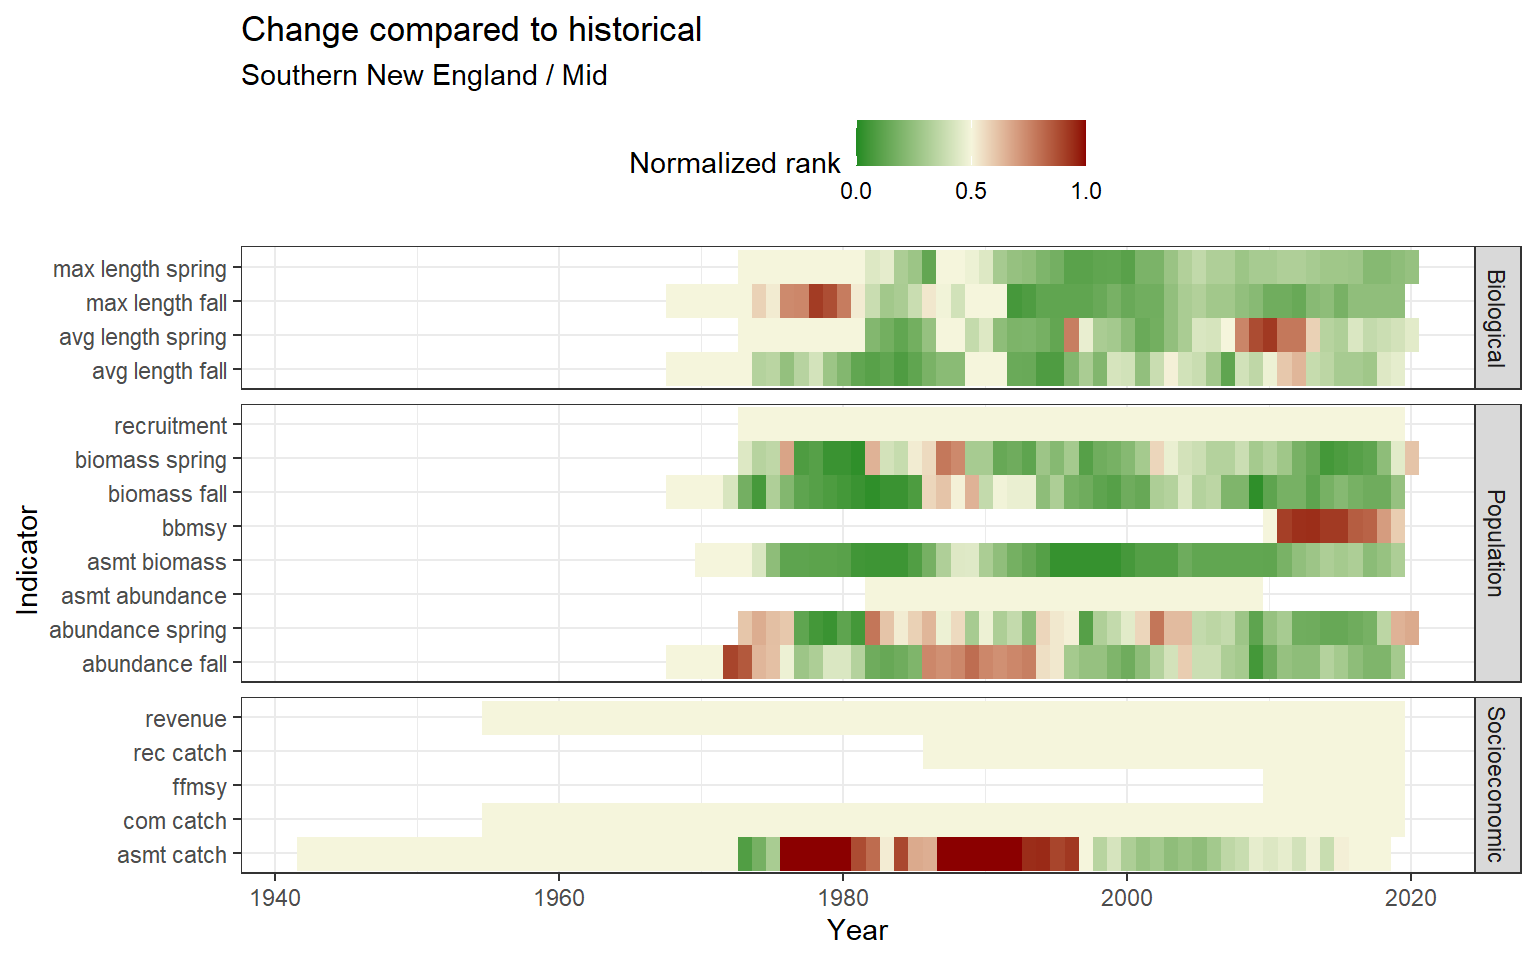 Change compared to historical
Southern New England / Mid
Normalized rank
0.0 0.5 1.0
Indicator
max length spring
max length fall
avg length spring
avg length fall
Biological
recruitment
biomass spring
biomass fall
bbmsy
asmt biomass
asmt abundance
abundance spring
abundance fall
Population
revenue
rec catch
ffmsy
com catch
asmt catch
Socioeconomic
1940 1960 1980 2000 2020
Year